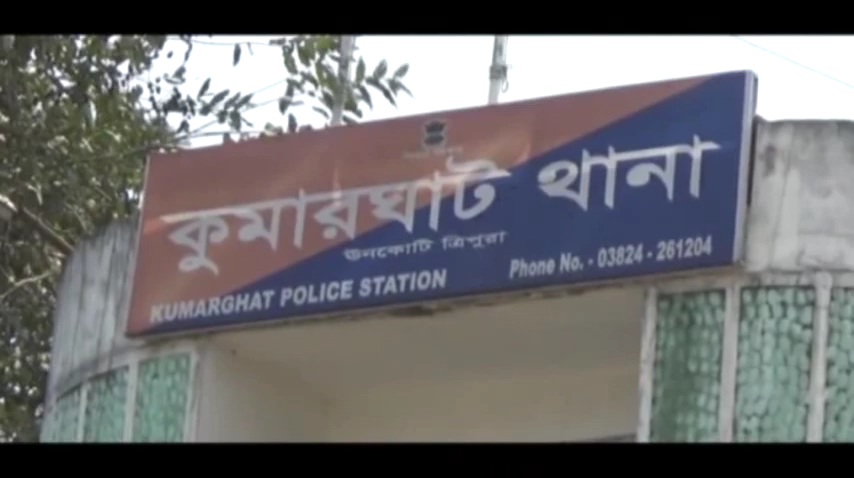 কুমারঘাট থানা
ঊনকোটি ত্রিপুরা
KUMARGHAT POLICE STATION
Phone No. - 03824 - 261204